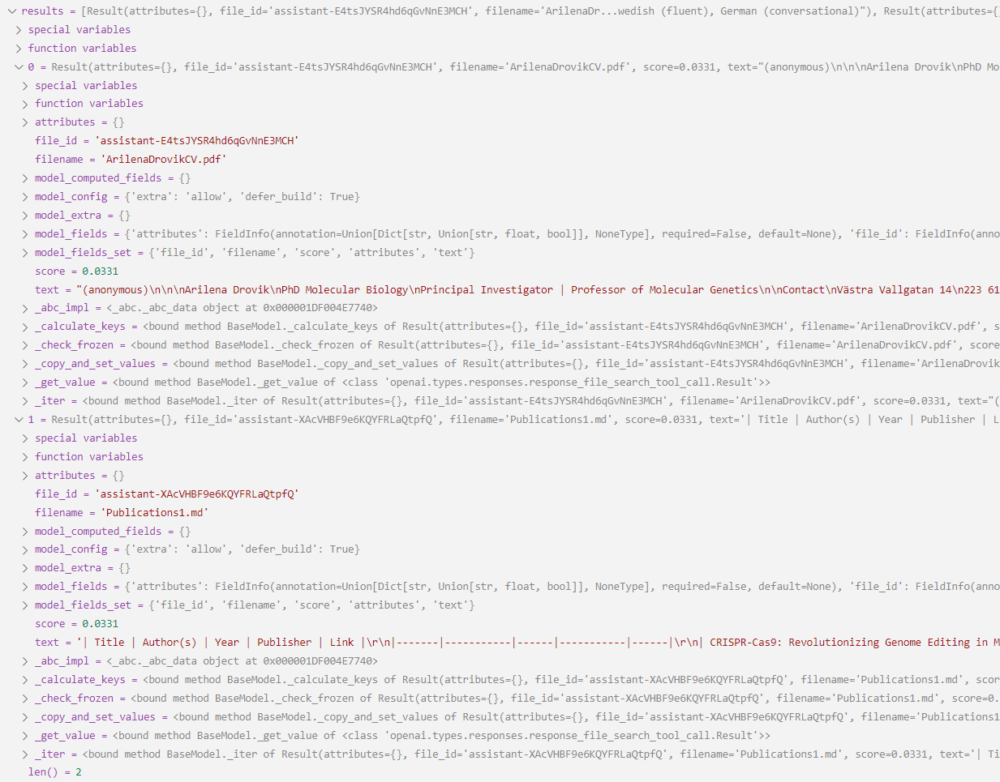 results = [Result(attributes={}, file_id='assistant-E4tsJYSR4hd6qGvNnE3MCH', filename='ArilenaDr...wedish (fluent), German (conversational)"), Result(attributes={
special variables
function variables
0 = Result(attributes={}, file_id='assistant-E4tsJYSR4hd6qGvNnE3MCH', filename='ArilenaDrovikCV.pdf', score=0.0331, text="(anonymous)\n\n\nArilena Drovik\nPhD Mo
special variables
function variables
attributes = {}
file_id = 'assistant-E4tsJYSR4hd6qGvNnE3MCH'
filename = 'ArilenaDrovikCV.pdf'
model_computed_fields = {}
model_config = {'extra': 'allow', 'defer_build': True}
model_extra = {}
model_fields = {'attributes': FieldInfo(annotation=Union[Dict[str, Union[str, float, bool]], NoneType], required=False, default=None), 'file_id': FieldInfo(anno
model_fields_set = {'file_id', 'filename', 'score', 'attributes', 'text'}
score = 0.0331
text = "(anonymous)\n\n\nArilena Drovik\nPhD Molecular Biology\nPrincipal Investigator | Professor of Molecular Genetics\n\nContact\nVästra Vallgatan 14\n223 61
_abc_impl = <_abc._abc_data object at 0x000001DF004E7740>
_calculate_keys = <bound method BaseModel._calculate_keys of Result(attributes={}, file_id='assistant-E4tsJYSR4hd6qGvNnE3MCH', filename='ArilenaDrovikCV.pdf', s
_check_frozen = <bound method BaseModel._check_frozen of Result(attributes={}, file_id='assistant-E4tsJYSR4hd6qGvNnE3MCH', filename='ArilenaDrovikCV.pdf', score
_copy_and_set_values = <bound method BaseModel._copy_and_set_values of Result(attributes={}, file_id='assistant-E4tsJYSR4hd6qGvNnE3MCH', filename='ArilenaDrovik
_get_value = <bound method BaseModel._get_value of <class 'openai.types.responses.response_file_search_tool_call.Result'>>
_iter = <bound method BaseModel._iter of Result(attributes={}, file_id='assistant-E4tsJYSR4hd6qGvNnE3MCH', filename='ArilenaDrovikCV.pdf', score=0.0331, text="(
1 = Result(attributes={}, file_id='assistant-XAcVHBF9e6KQYFRLaQtpfQ', filename='Publications1.md', score=0.0331, text='| Title | Author(s) | Year | Publisher | L
special variables
function variables
attributes = {}
file_id = 'assistant-XAcVHBF9e6KQYFRLaQtpfQ'
filename = 'Publications1.md'
model_computed_fields = {}
model_config = {'extra': 'allow', 'defer_build': True}
model_extra = {}
model_fields = {'attributes': FieldInfo(annotation=Union[Dict[str, Union[str, float, bool]], NoneType], required=False, default=None), 'file_id': FieldInfo(anno
model_fields_set = {'file_id', 'filename', 'score', 'attributes', 'text'}
score = 0.0331
text = '| Title | Author(s) | Year | Publisher | Link |\r\n|-------|-----------|------|-----------|------|\r\n| CRISPR-Cas9: Revolutionizing Genome Editing in M
_abc_impl = <_abc._abc_data object at 0x000001DF004E7740>
_calculate_keys = <bound method BaseModel._calculate_keys of Result(attributes={}, file_id='assistant-XAcVHBF9e6KQYFRLaQtpfQ', filename='Publications1.md', scor
_check_frozen = <bound method BaseModel._check_frozen of Result(attributes={}, file_id='assistant-XAcVHBF9e6KQYFRLaQtpfQ', filename='Publications1.md', score=0.
_copy_and_set_values = <bound method BaseModel._copy_and_set_values of Result(attributes={}, file_id='assistant-XAcVHBF9e6KQYFRLaQtpfQ', filename='Publications1
_get_value = <bound method BaseModel._get_value of <class 'openai.types.responses.response_file_search_tool_call.Result'>>
_iter = <bound method BaseModel._iter of Result(attributes={}, file_id='assistant-XAcVHBF9e6KQYFRLaQtpfQ', filename='Publications1.md', score=0.0331, text='| Ti
len() = 2